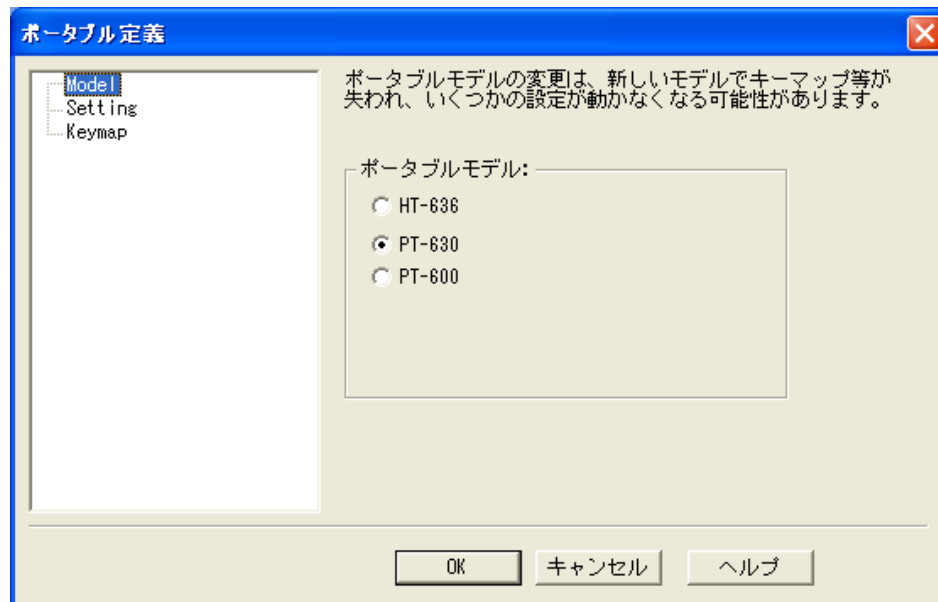 ポータブル定義
Model
Setting
Keymap
ポータブルモデルの変更は、新しいモデルでキーマップ等が
失われ、いくつかの設定が動かなくなる可能性があります。
ポータブルモデル:
HT-636
PT-630
PT-600
OK
キャンセル
ヘルプ